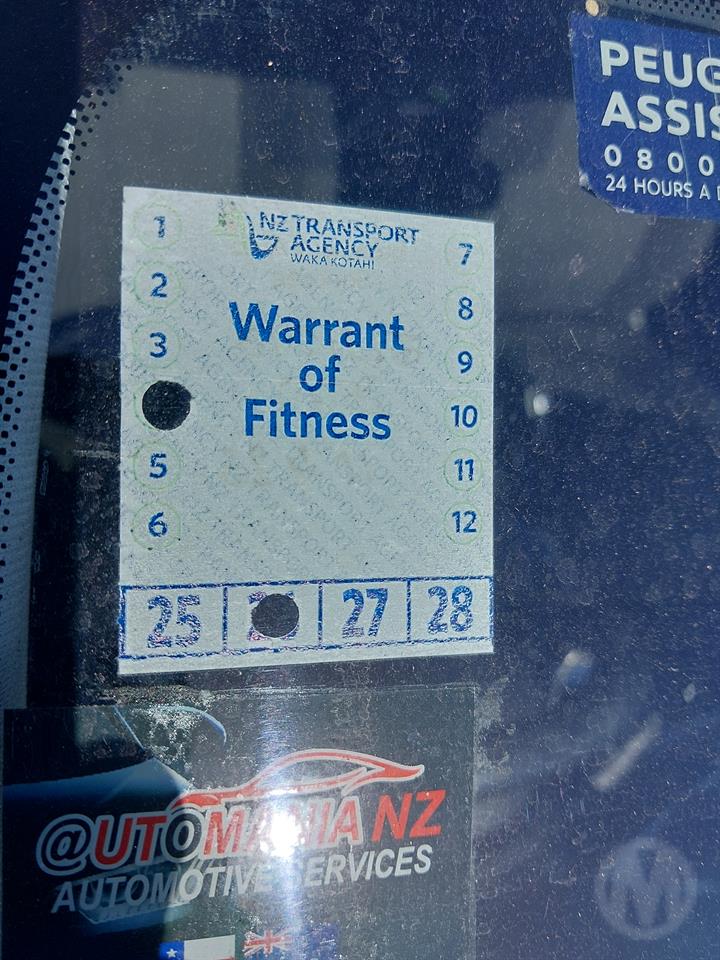 PEUG
ASSIS
0800
24 HOURS A
NZ TRANSPORT
AGENCY
WAKA KOTAHI
Warrant
of
Fitness
1
2
3
5
6
7
8
9
10
11
12
25 27 28
@UTOMANIA NZ
AUTOMOTIVE SERVICES
M